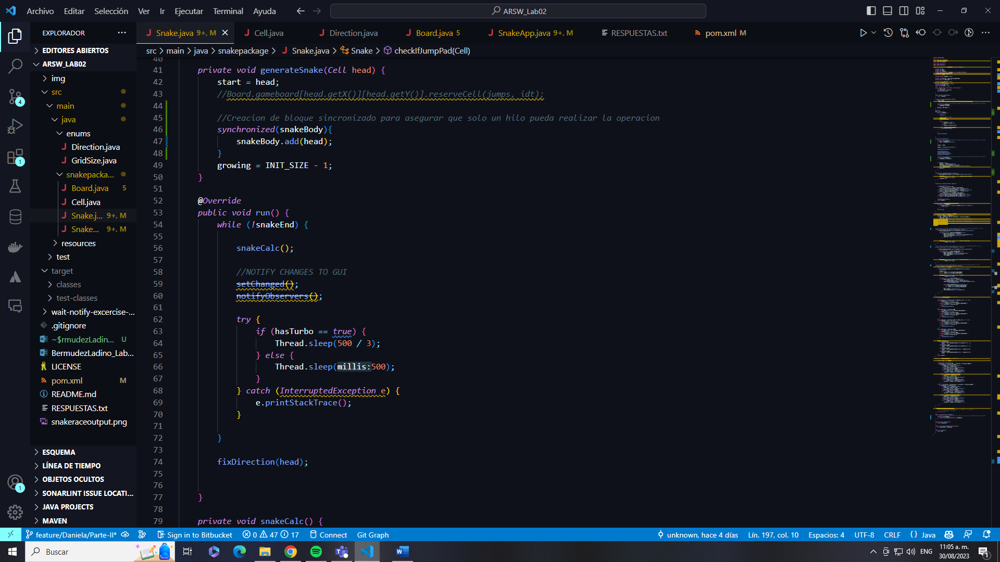 Archivo Editar Selección Ver Ir Ejecutar Terminal Ayuda
ARSW_Lab02
EXPLORADOR
Snake.java 9+, M
Cell.java
Direction.java
Board.java 5
SnakeApp.java 9+, M
RESPUESTAS.txt
pom.xml M
src > main > java > snakepackage > Snake.java > Snake > checkIfJumpPad(Cell)
EDITORES ABIERTOS
ARSW_LAB02
img
src
main
java
enums
Direction.java
GridSize.java
snakepacka...
Board.java 5
Cell.java
Snake.j... 9+, M
Snake... 9+, M
resources
test
target
classes
test-classes
wait-notify-excercise-...
.gitignore
~$rmudezLadin... U
BermudezLadino_Lab...
LICENSE
pom.xml M
README.md
RESPUESTAS.txt
snakeraceoutput.png
ESQUEMA
LÍNEA DE TIEMPO
OBJETOS OCULTOS
SONARLINT ISSUE LOCATI...
JAVA PROJECTS
MAVEN
4
1
1
40
41 private void generateSnake(Cell head) {
42 start = head;
43 //Board.gameboard[head.getX()][head.getY()].reserveCell(jumps, idt);
44
45 //Creacion de bloque sincronizado para asegurar que solo un hilo pueda realizar la operacion
46 synchronized(snakeBody){
47 snakeBody.add(head);
48 }
49 growing = INIT_SIZE - 1;
50 }
51
52 @Override
53 public void run() {
54 while (!snakeEnd) {
55
56 snakeCalc();
57
58 //NOTIFY CHANGES TO GUI
59 setChanged();
60 notifyObservers();
61
62 try {
63 if (hasTurbo == true) {
64 Thread.sleep(500 / 3);
65 } else {
66 Thread.sleep(millis:500);
67 }
68 } catch (InterruptedException e) {
69 e.printStackTrace();
70 }
71
72 }
73
74 fixDirection(head);
75
76
77 }
78
79 private void snakeCalc() {
feature/Daniela/Parte-II* Sign in to Bitbucket 0 47 17 Connect Git Graph unknown, hace 4 días Lín. 197, col. 10 Espacios: 4 UTF-8 CRLF {} Java
Buscar
ENG
11:05 a. m.
30/08/2023
1